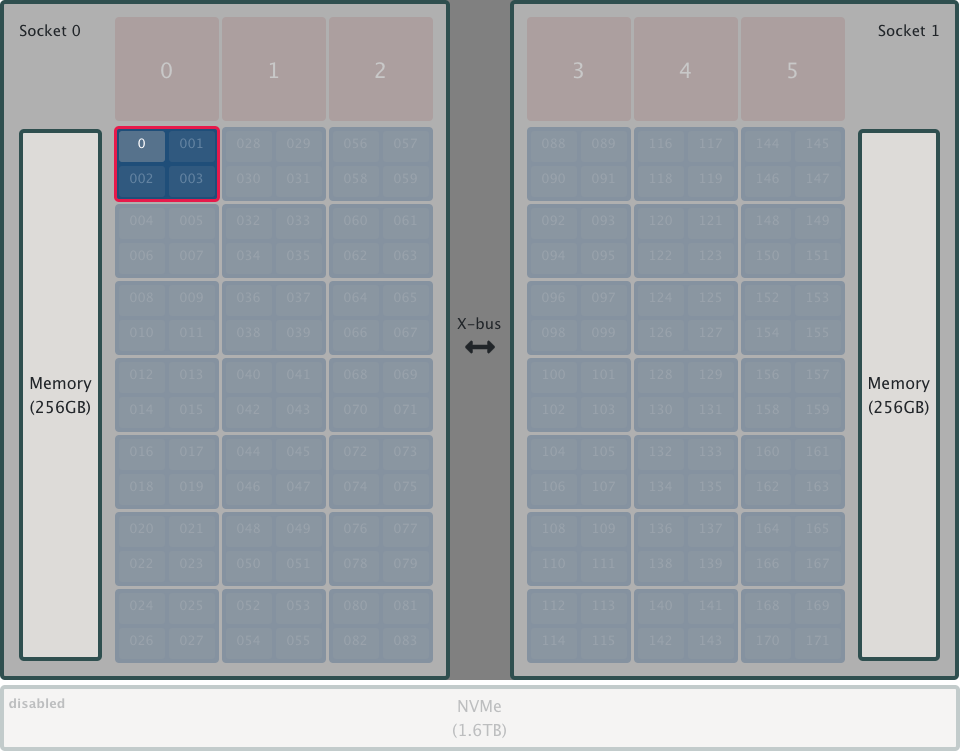 Socket 0
0 1 2
Socket 1
3 4 5
0 001 028 029 056 057
088 089 116 117 144 145
002 003 030 031 058 059
090 091 118 119 146 147
004 005 032 033 060 061
092 093 120 121 148 149
006 007 034 035 062 063
094 095 122 123 150 151
008 009 036 037 064 065
096 097 124 125 152 153
010 011 038 039 066 067
098 099 126 127 154 155
X-bus
012 013 040 041 068 069
100 101 128 129 156 157
Memory
(256GB)
Memory
(256GB)
014 015 042 043 070 071
102 103 130 131 158 159
016 017 044 045 072 073
104 105 132 133 160 161
018 019 046 047 074 075
106 107 134 135 162 163
020 021 048 049 076 077
108 109 136 137 164 165
022 023 050 051 078 079
110 111 138 139 166 167
024 025 052 053 080 081
112 113 140 141 168 169
026 027 054 055 082 083
114 115 142 143 170 171
disabled
NVMe
(1.6TB)